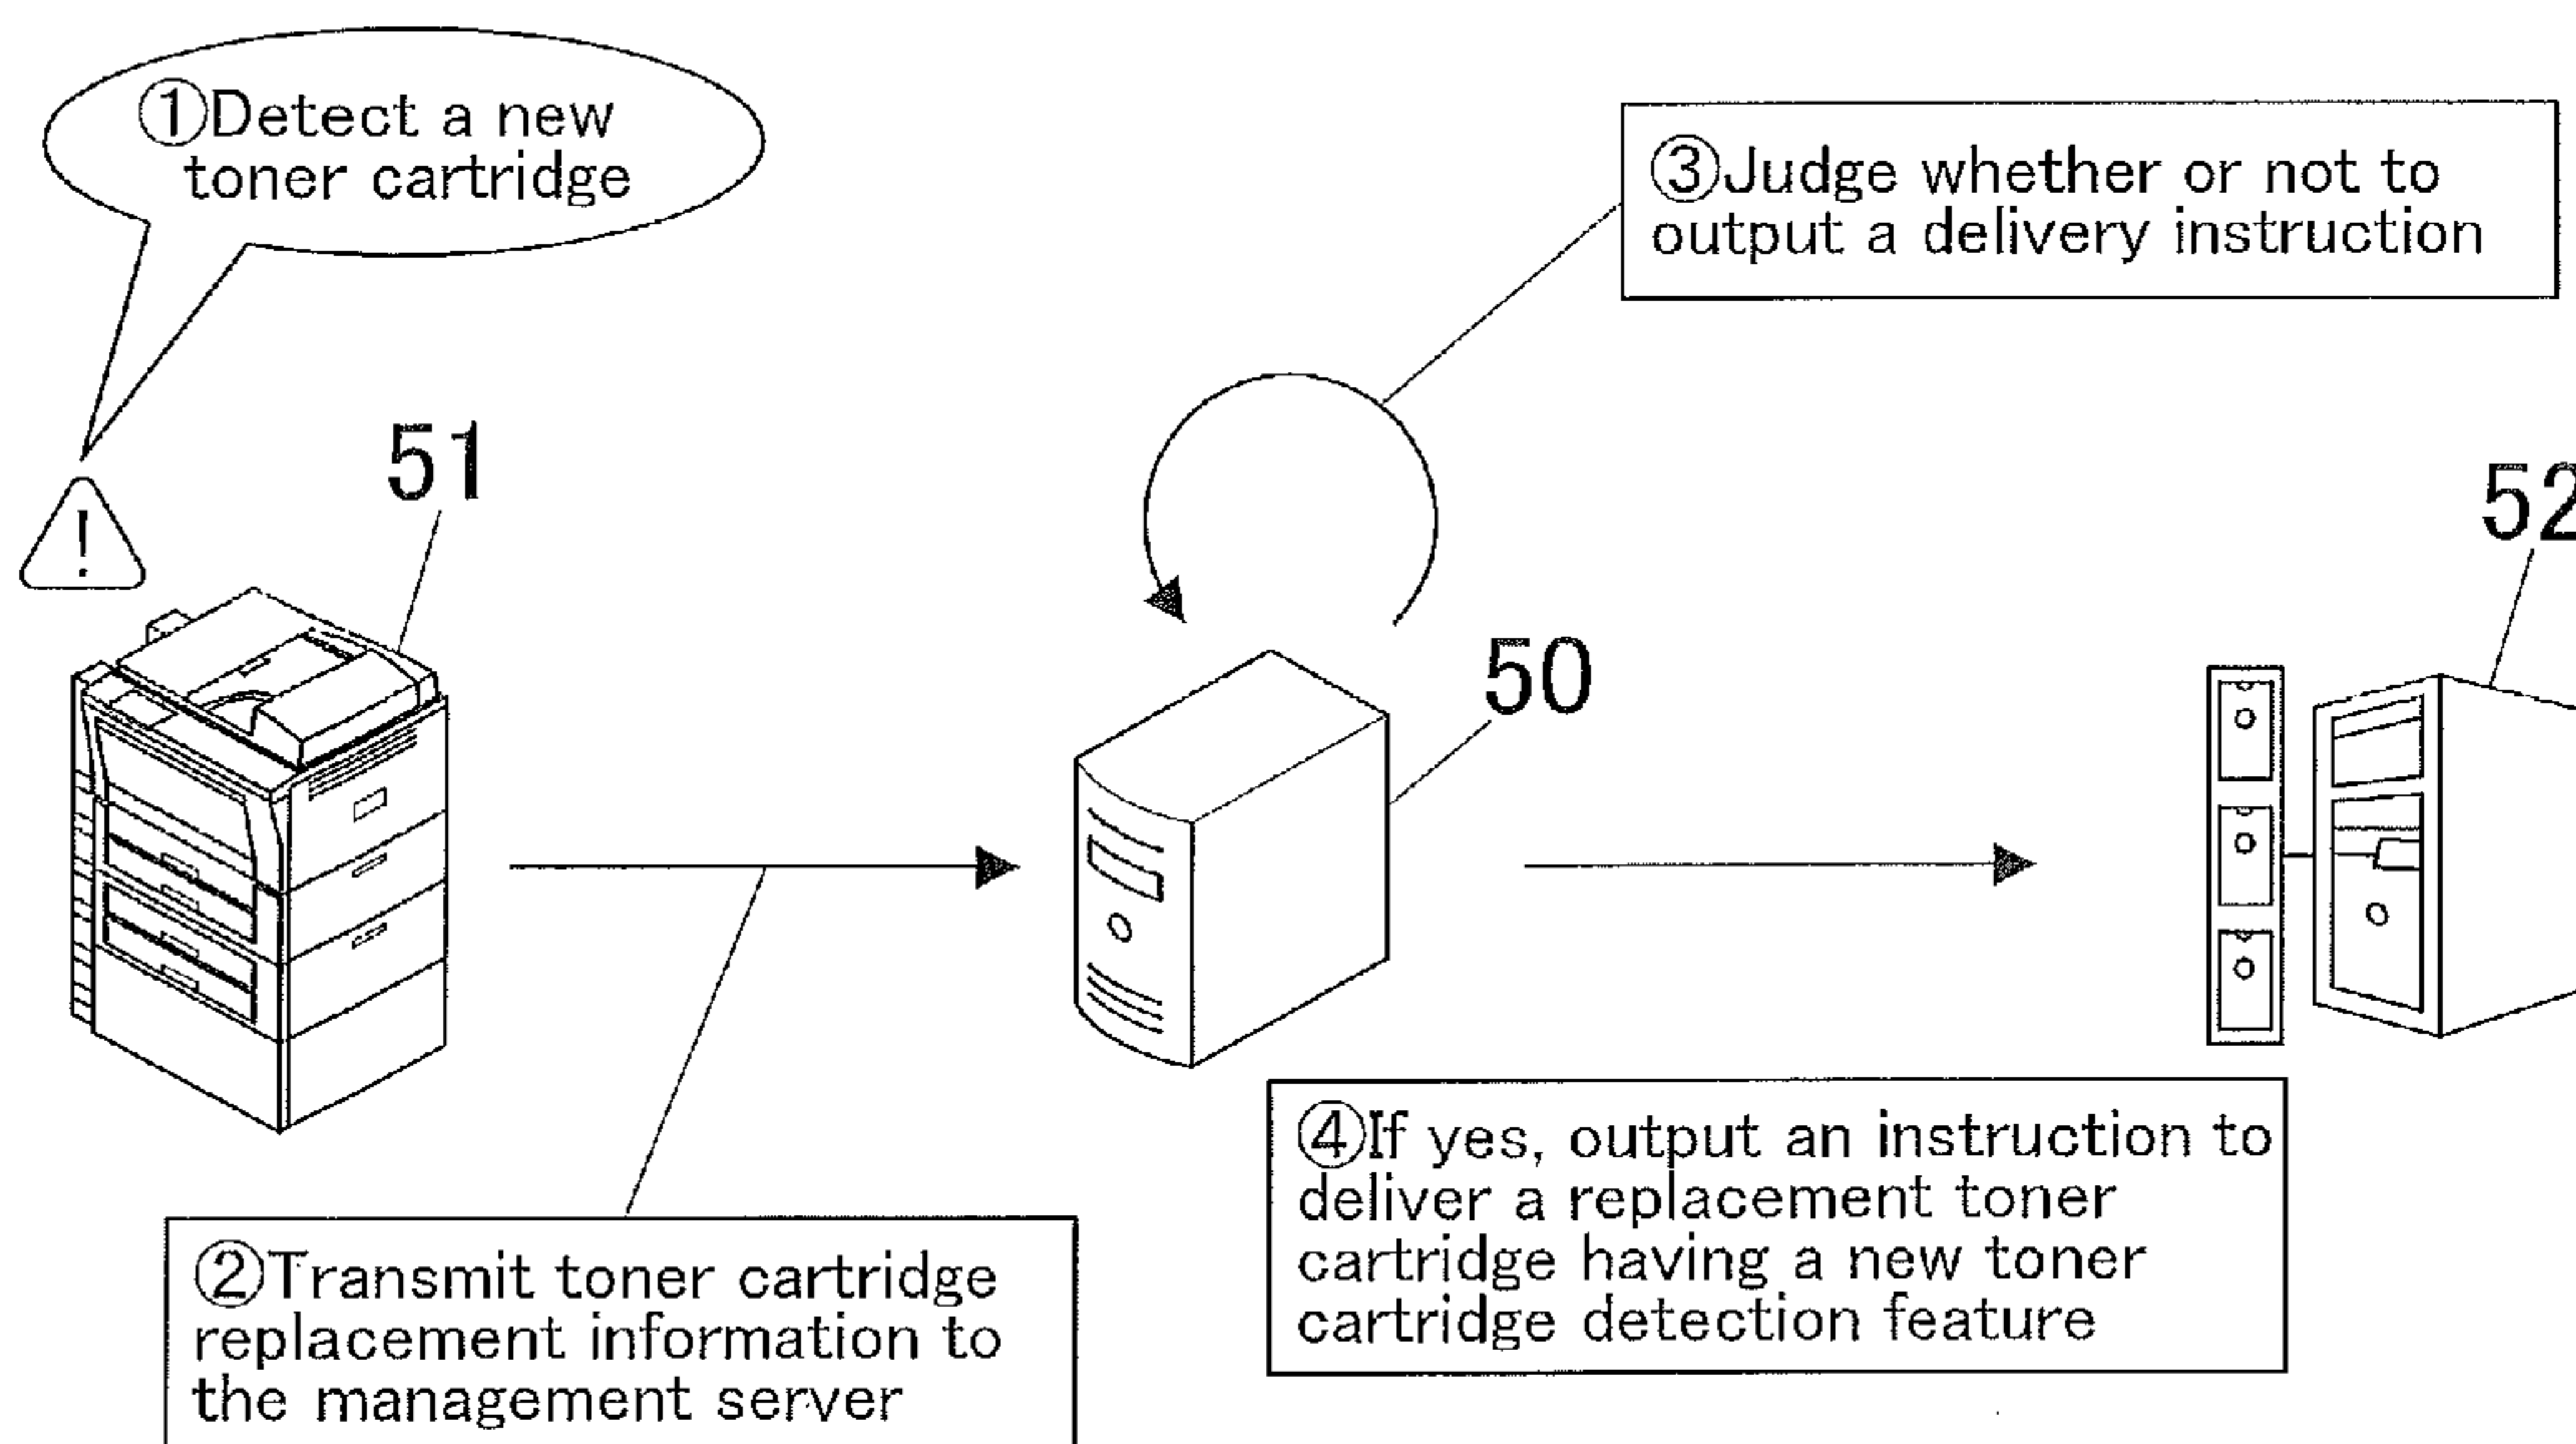 ①Detect a new
toner cartridge
③Judge whether or not to
output a delivery instruction
51
52
!
50
④If yes, output an instruction to
deliver a replacement toner
cartridge having a new toner
cartridge detection feature
②Transmit toner cartridge
replacement information to
the management server